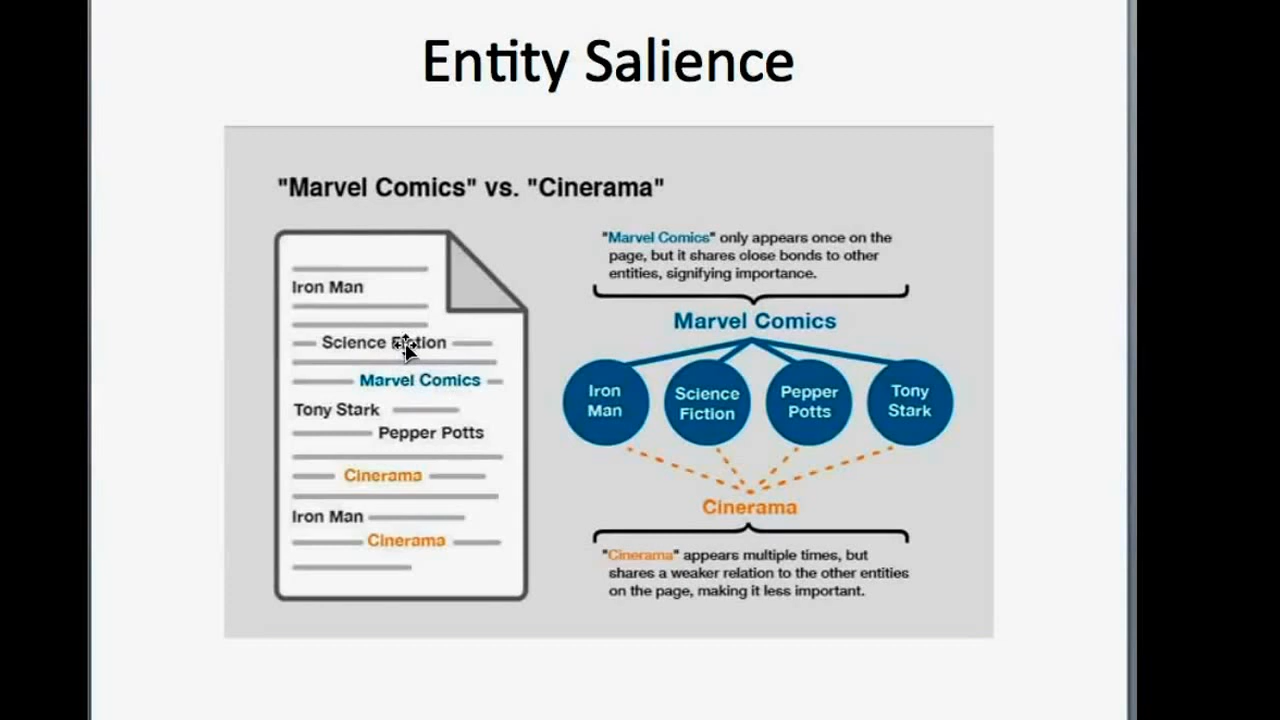 Entity Salience
"Marvel Comics" vs. "Cinerama"
Iron Man
Science Fiction
Marvel Comics
Tony Stark
Pepper Potts
Cinerama
Iron Man
Cinerama
"Marvel Comics" only appears once on the
page, but it shares close bonds to other
entities, signifying importance.
Marvel Comics
Iron
Man
Science
Fiction
Pepper
Potts
Tony
Stark
Cinerama
"Cinerama" appears multiple times, but
shares a weaker relation to the other entities
on the page, making it less important.